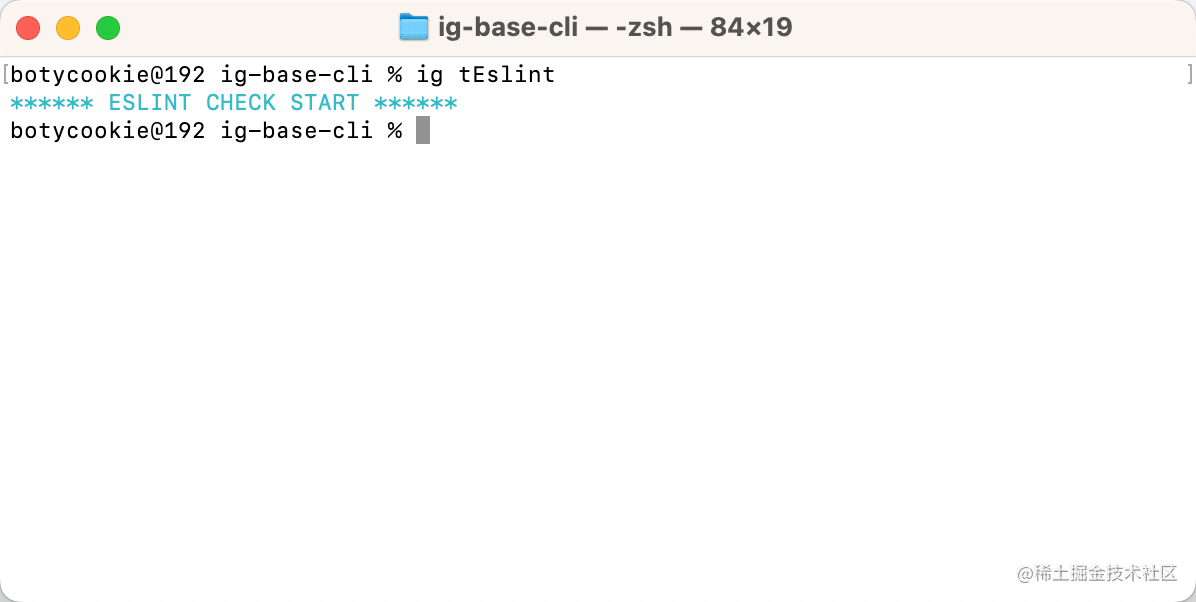 ig-base-cli — -zsh — 84×19
[botycookie@192 ig-base-cli % ig tEslint ]
****** ESLINT CHECK START ******
botycookie@192 ig-base-cli %
@稀土掘金技术社区